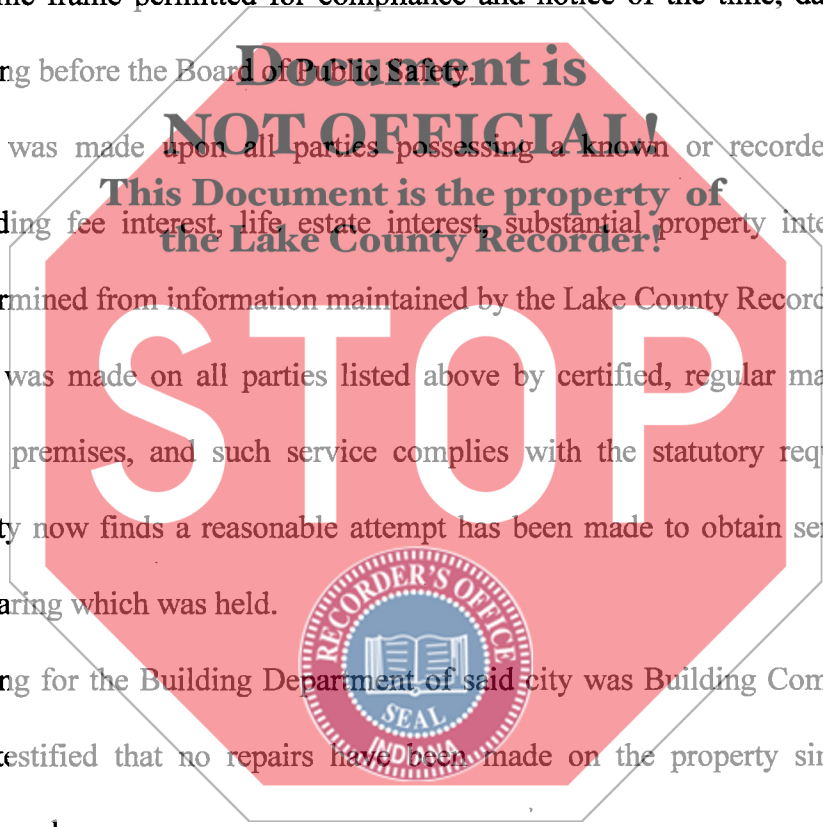 me frame permitted for compliance and notice of the time, da
ng before the Board of Public Safety.
Document is
NOT OFFICIAL!
was made upon all parties possessing a known or recorde
This Document is the property of
ding fee interest, life estate interest, substantial property inte
the Lake County Recorder!
rmined from information maintained by the Lake County Record
STOP
was made on all parties listed above by certified, regular ma
premises, and such service complies with the statutory requ
ty now finds a reasonable attempt has been made to obtain ser
aring which was held.
RECORDER'S OFFICE
SEAL
INDIANA
ng for the Building Department of said city was Building Com
testified that no repairs have been made on the property sin